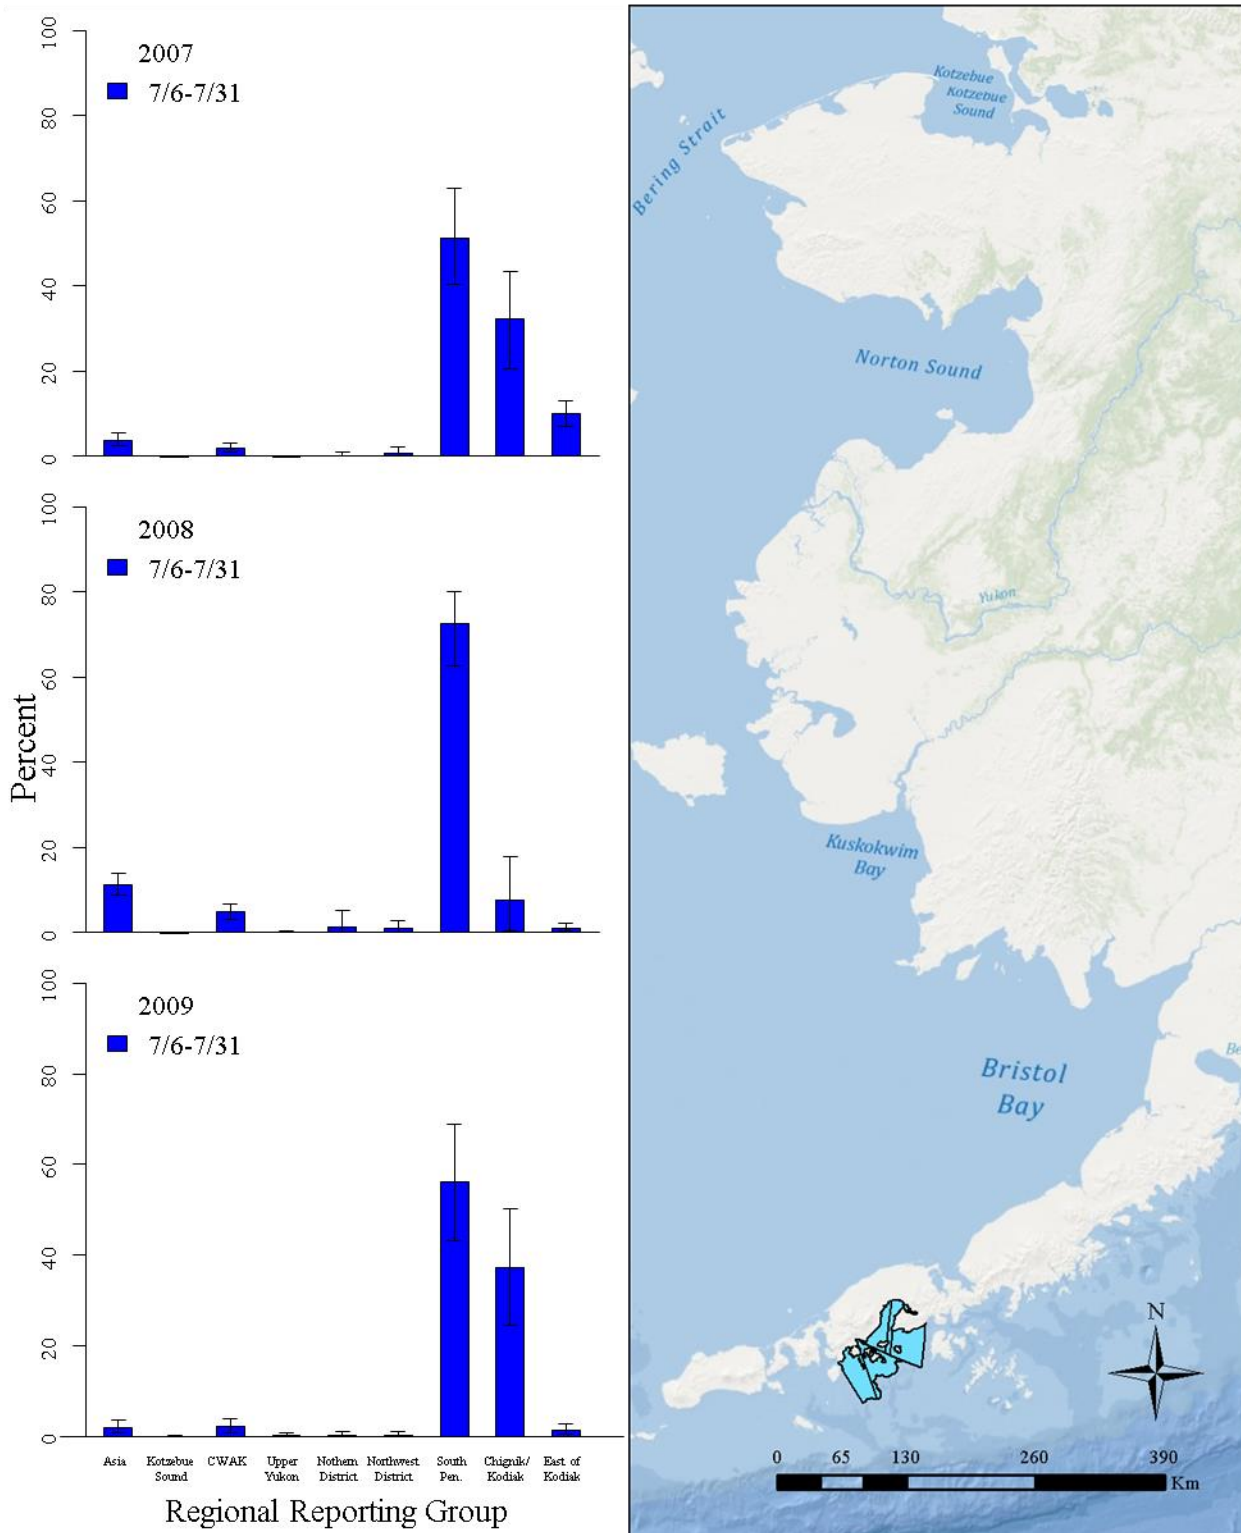 2007
7/6-7/31
100
80
60
40
20
0
2008
7/6-7/31
100
80
60
40
20
0
2009
7/6-7/31
100
80
60
40
20
0
Percent
Asia
Kotzebue
Sound
CWAK
Upper
Yukon
Nothern
District
Northwest
District
South
Pen.
Chignik/
Kodiak
East of
Kodiak
Regional Reporting Group
Kotzebue
Kotzebue
Sound
Bering Strait
Norton Sound
Yukon
Kuskokwim
Bay
Bristol
Bay
Be
N
0 65 130 260 390
Km